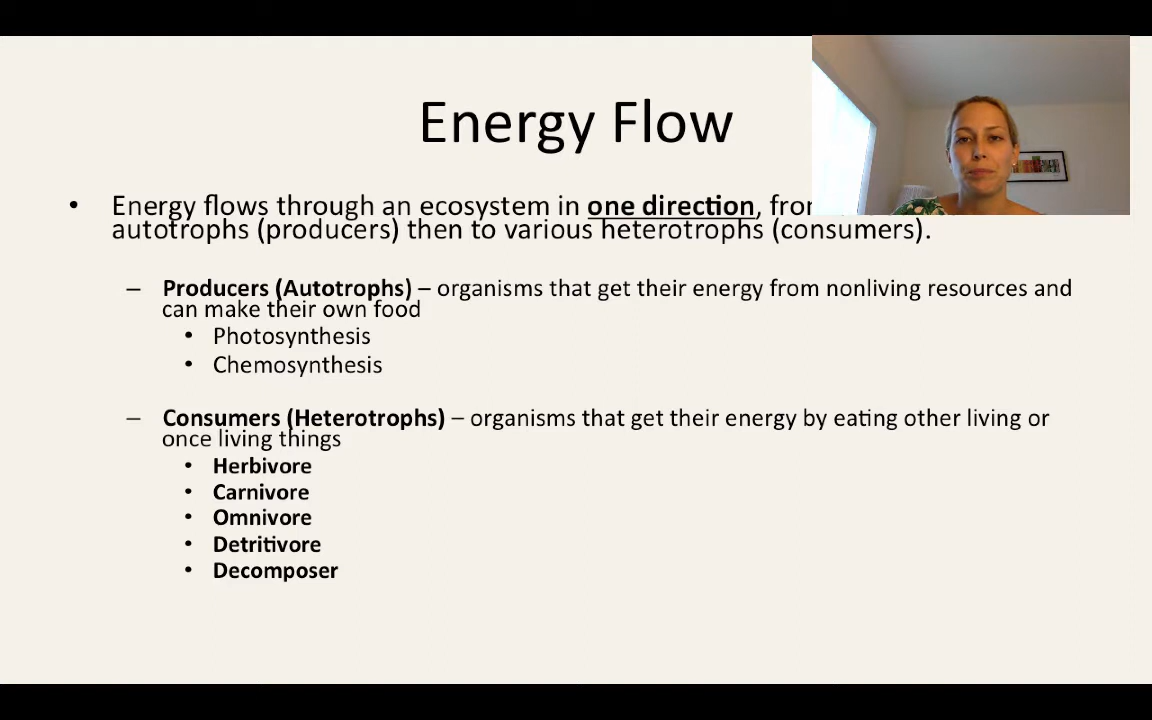 Energy Flow
• Energy flows through an ecosystem in one direction,
autotrophs (producers) then to various heterotrophs (consumers).
– Producers (Autotrophs) – organisms that get their energy from nonliving resources and
can make their own food
• Photosynthesis
• Chemosynthesis
– Consumers (Heterotrophs) – organisms that get their energy by eating other living or
once living things
• Herbivore
• Carnivore
• Omnivore
• Detritivore
• Decomposer